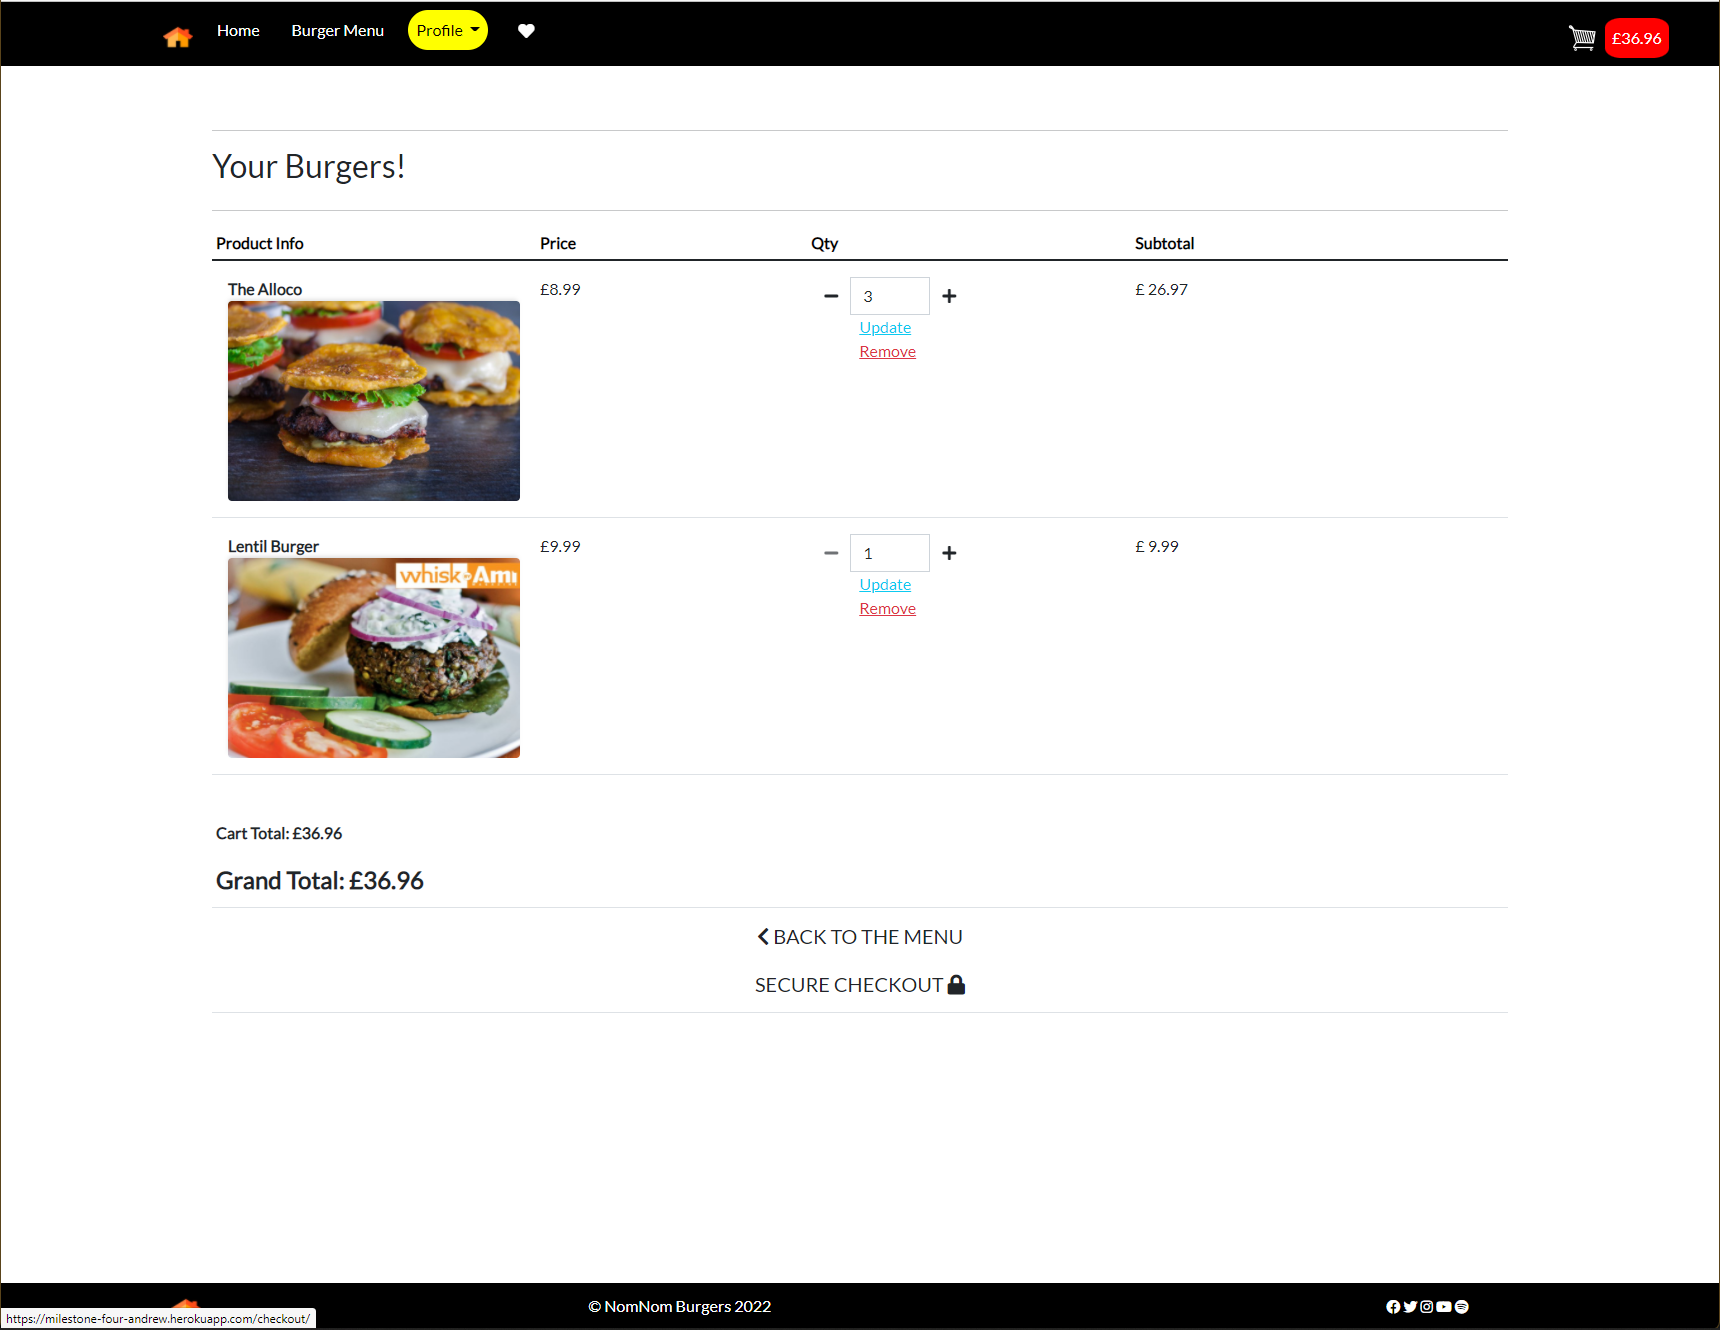 Home
Burger Menu
Profile
£36.96
Your Burgers!
Product Info Price Qty Subtotal
The Alloco
£8.99
3
£ 26.97
Update
Remove
Lentil Burger
£9.99
1
£ 9.99
Update
Remove
whisk
Ami
Cart Total: £36.96
Grand Total: £36.96
BACK TO THE MENU
SECURE CHECKOUT
© NomNom Burgers 2022
https://milestone-four-andrew.herokuapp.com/checkout/